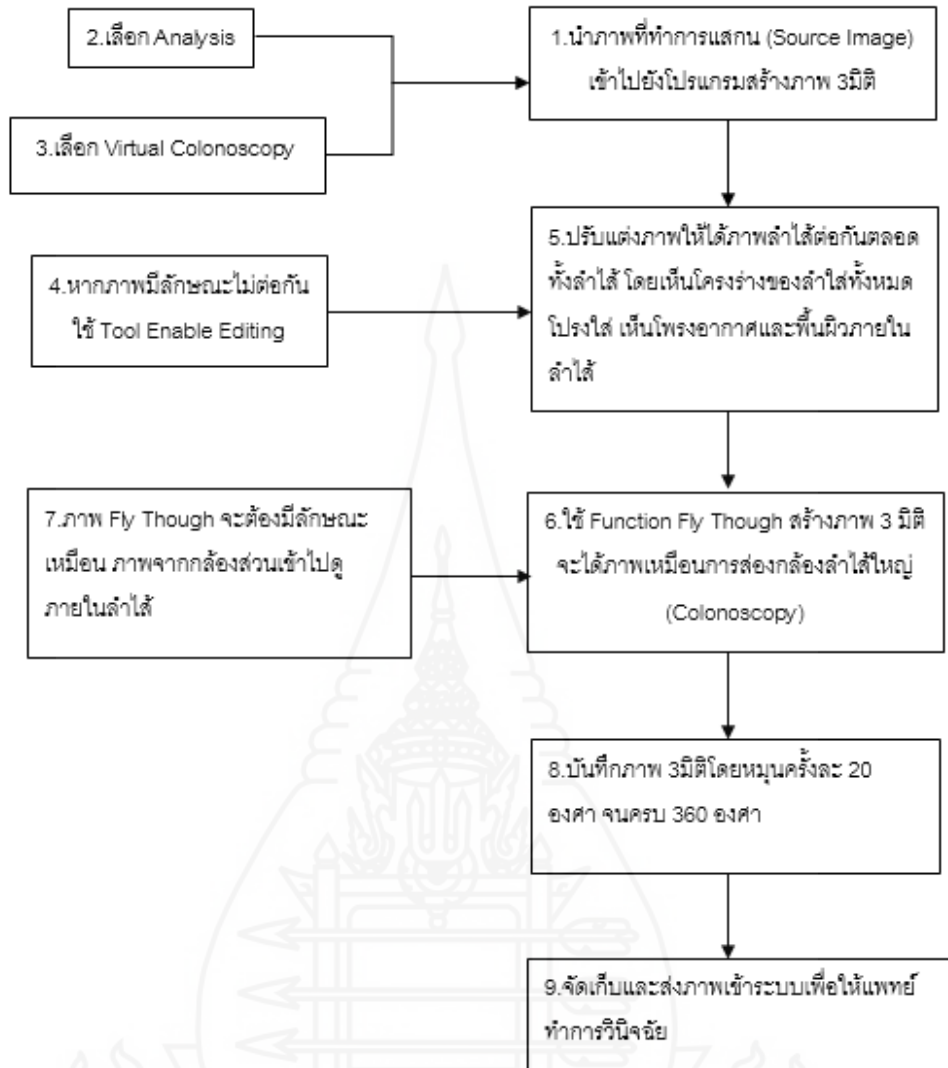 2.เลือก Analysis
1.นำภาพที่ทำการแสกน (Source Image)
เข้าไปยังโปรแกรมสร้างภาพ 3มิติ
3.เลือก Virtual Colonoscopy
4.หากภาพมีลักษณะไม่ต่อกัน
ใช้ Tool Enable Editing
5.ปรับแต่งภาพให้ได้ภาพลำไส้ต่อกันตลอด
ทั้งลำไส้ โดยเห็นโครงร่างของลำใส่ทั้งหมด
โปรงใส่ เห็นโพรงอากาศและพื้นผิวภายใน
ลำไส้
7.ภาพ Fly Though จะต้องมีลักษณะ
เหมือน ภาพจากกล้องส่วนเข้าไปดู
ภายในลำไส้
6.ใช้ Function Fly Though สร้างภาพ 3 มิติ
จะได้ภาพเหมือนการส่องกล้องลำไส้ใหญ่
(Colonoscopy)
8.บันทึกภาพ 3มิติโดยหมุนครั้งละ 20
องศา จนครบ 360 องศา
9.จัดเก็บและส่งภาพเข้าระบบเพื่อให้แพทย์
ทำการวินิจฉัย